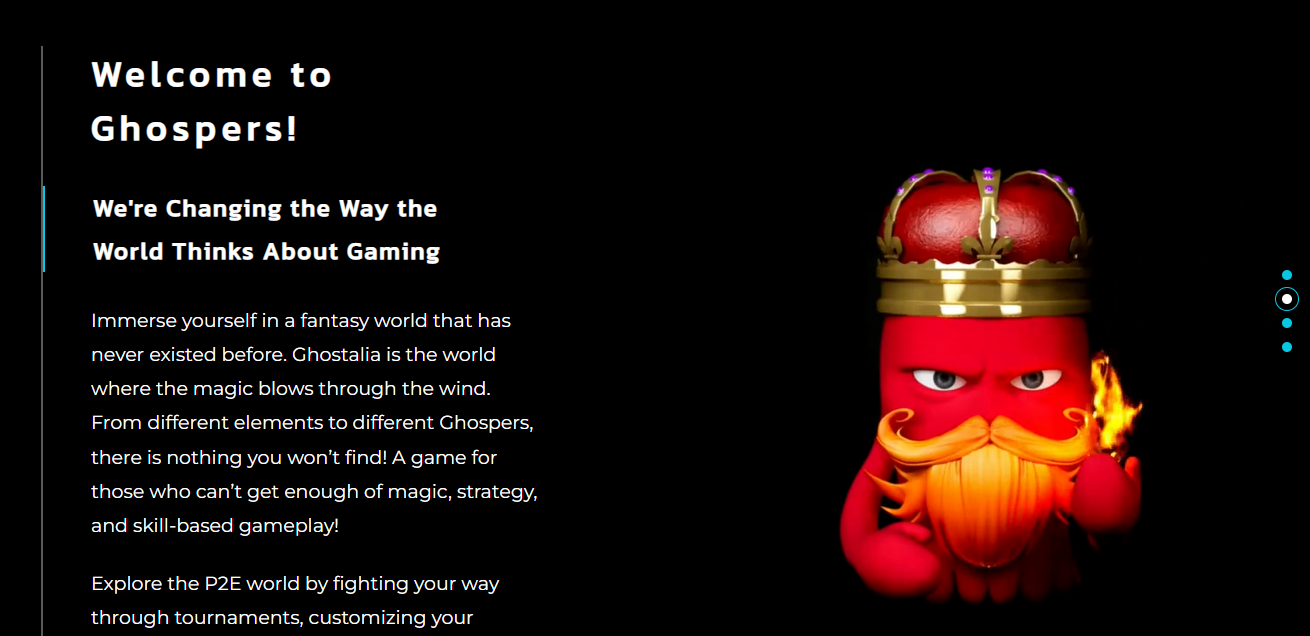 Welcome to
Ghospers!
We're Changing the Way the
World Thinks About Gaming
Immerse yourself in a fantasy world that has
never existed before. Ghostalia is the world
where the magic blows through the wind.
From different elements to different Ghospers,
there is nothing you won’t find! A game for
those who can’t get enough of magic, strategy,
and skill-based gameplay!
Explore the P2E world by fighting your way
through tournaments, customizing your